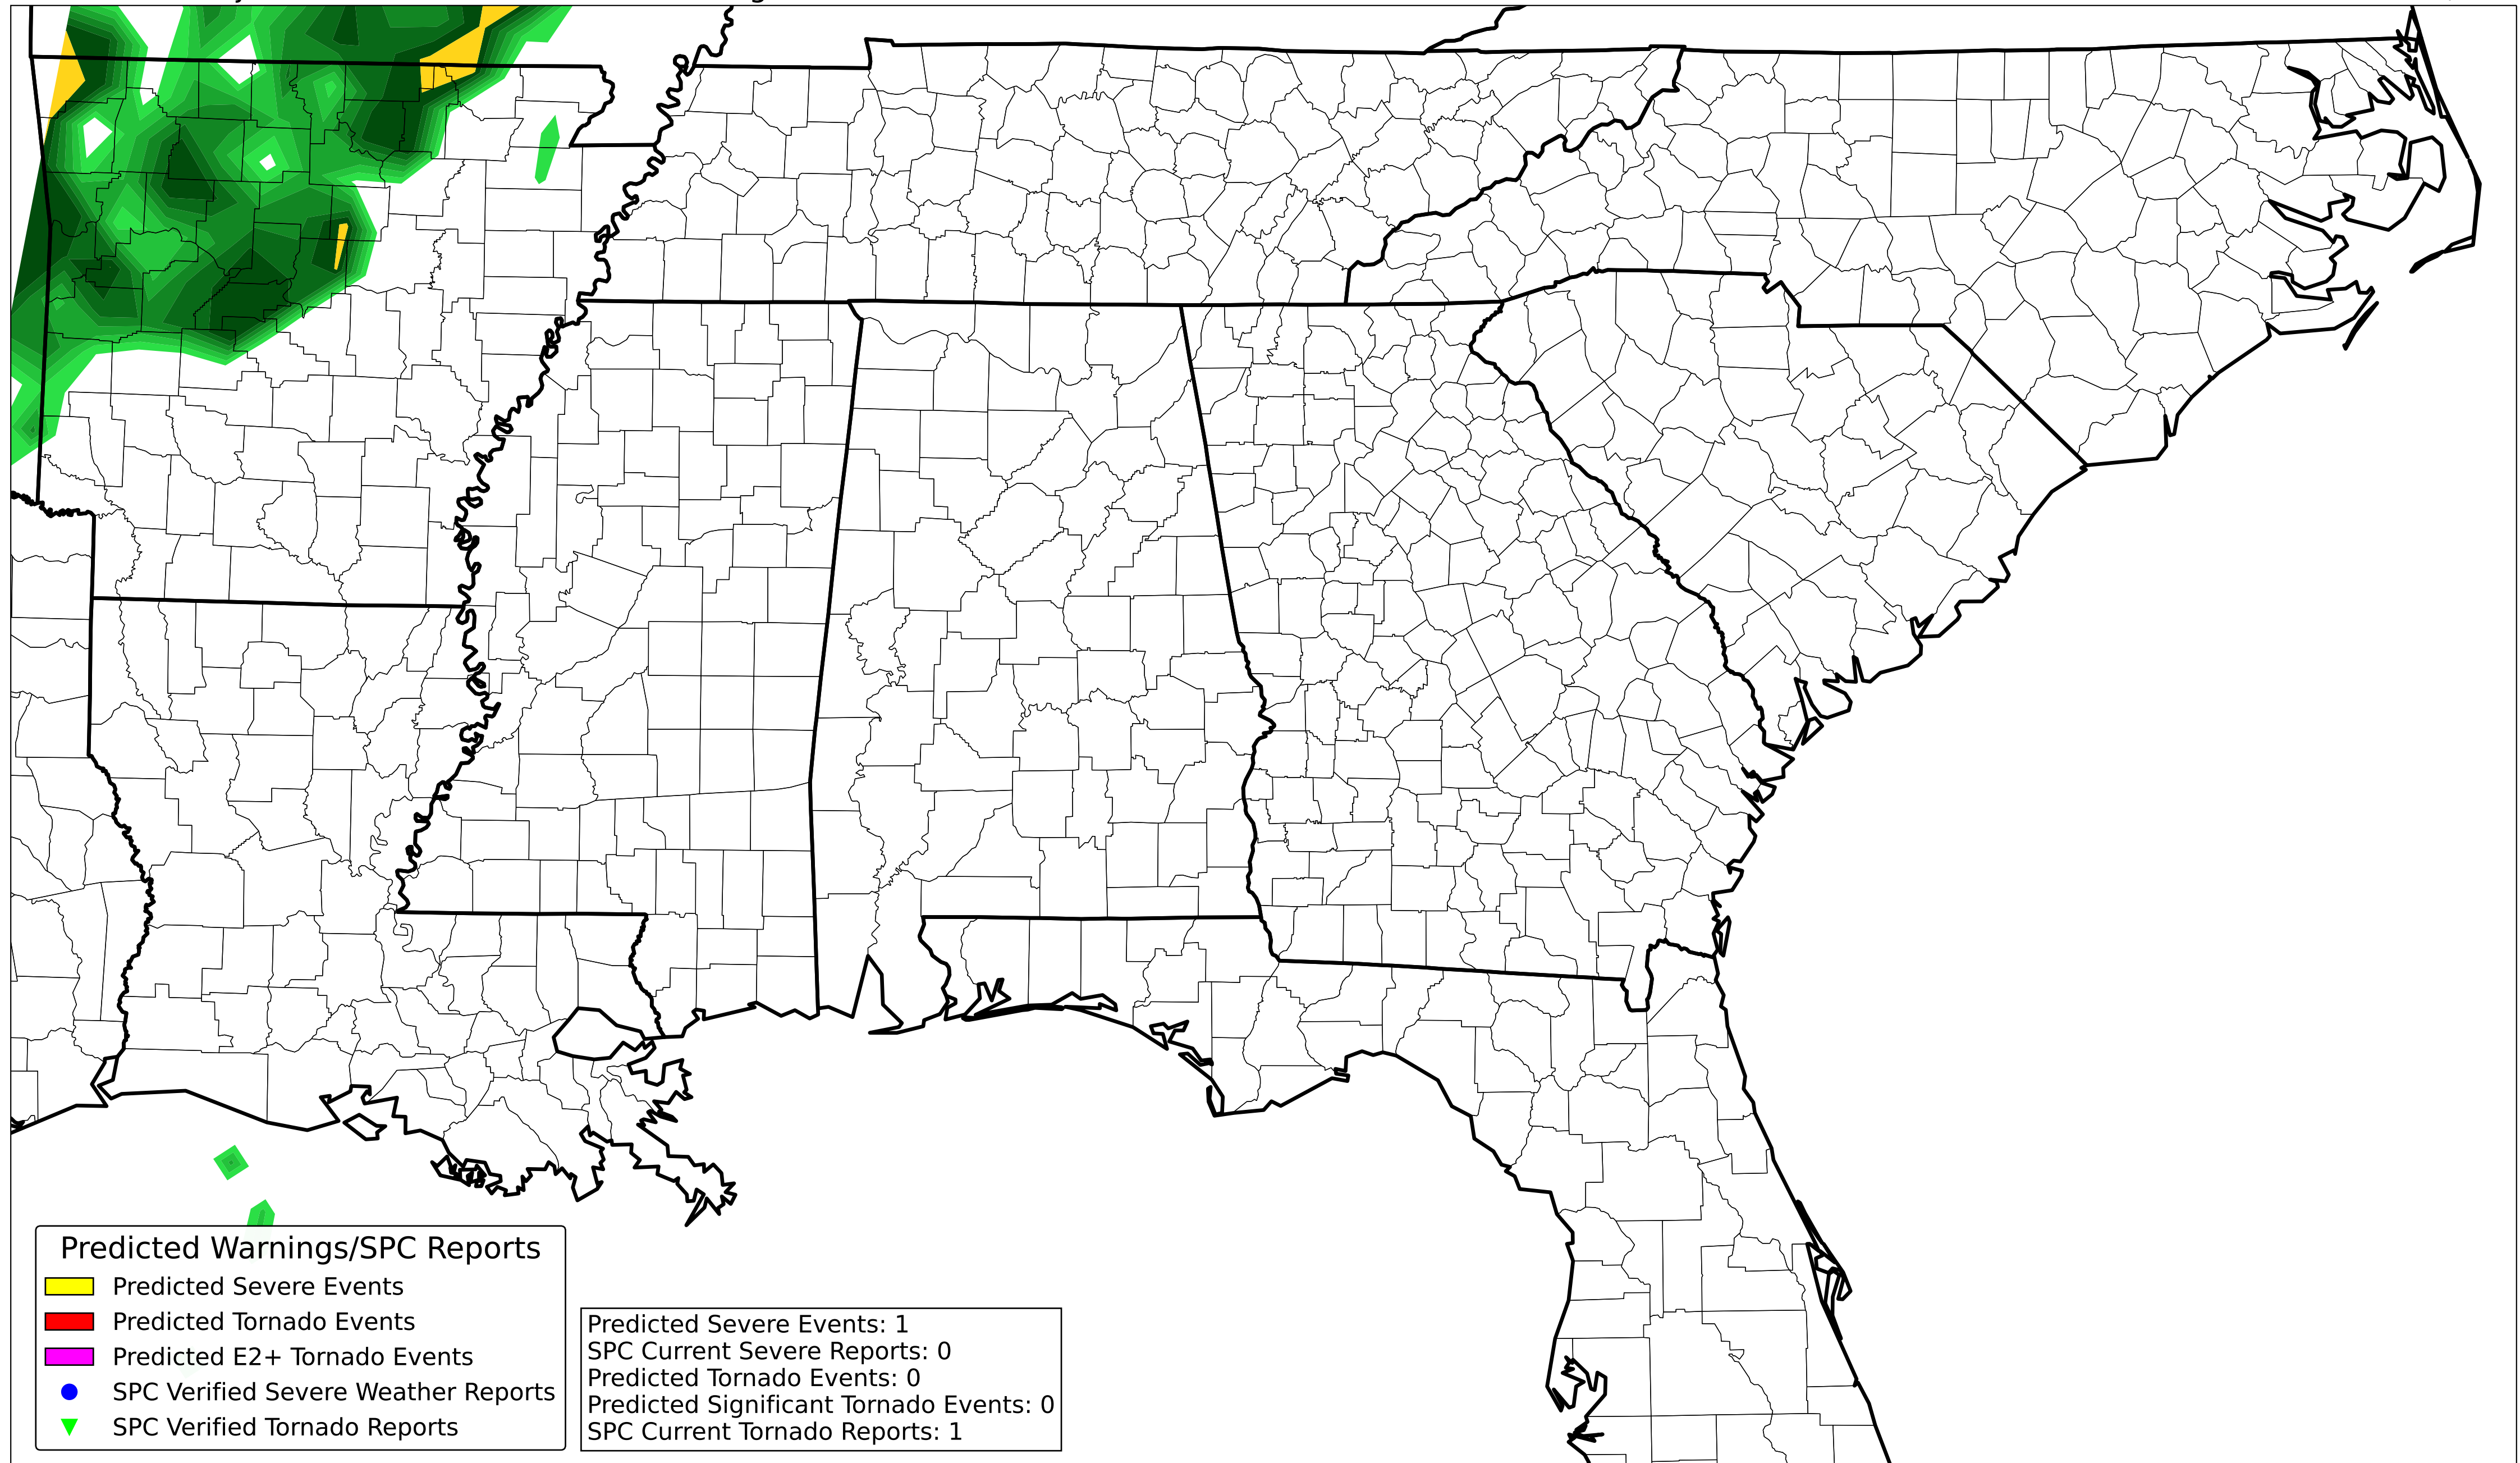 Predicted Warnings/SPC Reports
Predicted Severe Events
Predicted Tornado Events
Predicted E2+ Tornado Events
SPC Verified Severe Weather Reports
SPC Verified Tornado Reports
Predicted Severe Events: 1
SPC Current Severe Reports: 0
Predicted Tornado Events: 0
Predicted Significant Tornado Events: 0
SPC Current Tornado Reports: 1